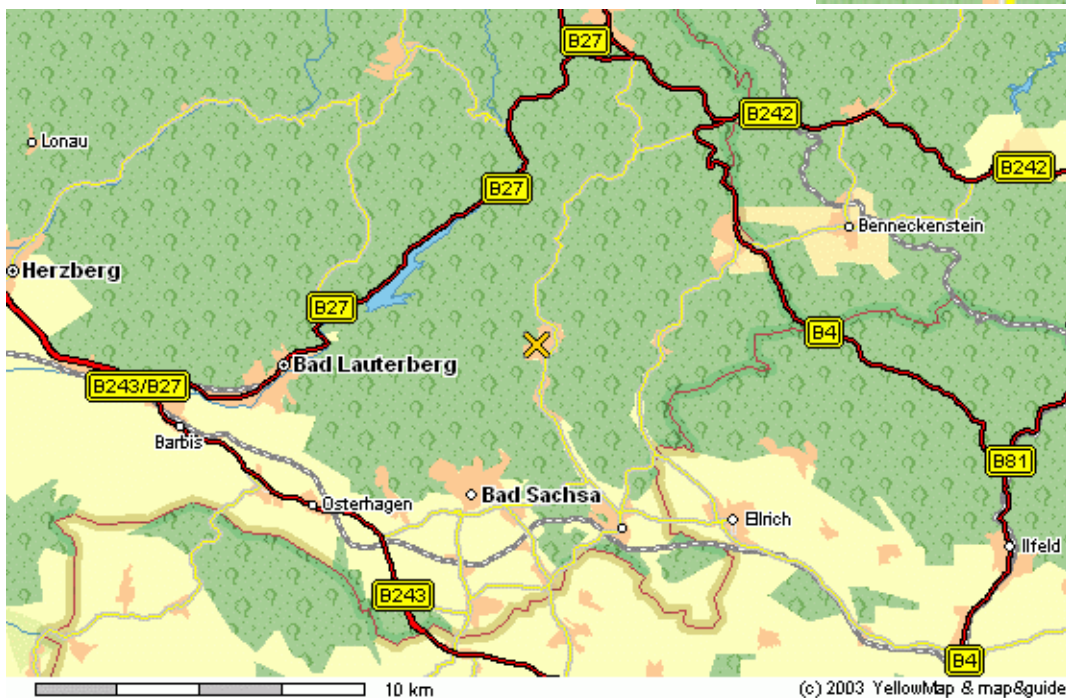 B27
B242
Lonau
B242
B27
Benneckenstein
Herzberg
B27
B4
Bad Lauterberg
B243/B27
Barbis
B81
Bad Sachsa
Osterhagen
Ellrich
Ilfeld
B243
B4
10 km
(c) 2003 YellowMap & map&guide